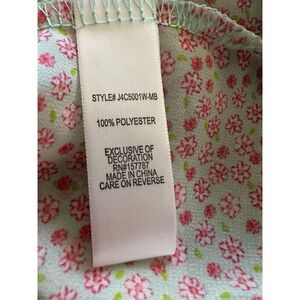 STYLE# J4C5001W-MB
100% POLYESTER
EXCLUSIVE OF
DECORATION
RN#157787
MADE IN CHINA
CARE ON REVERSE